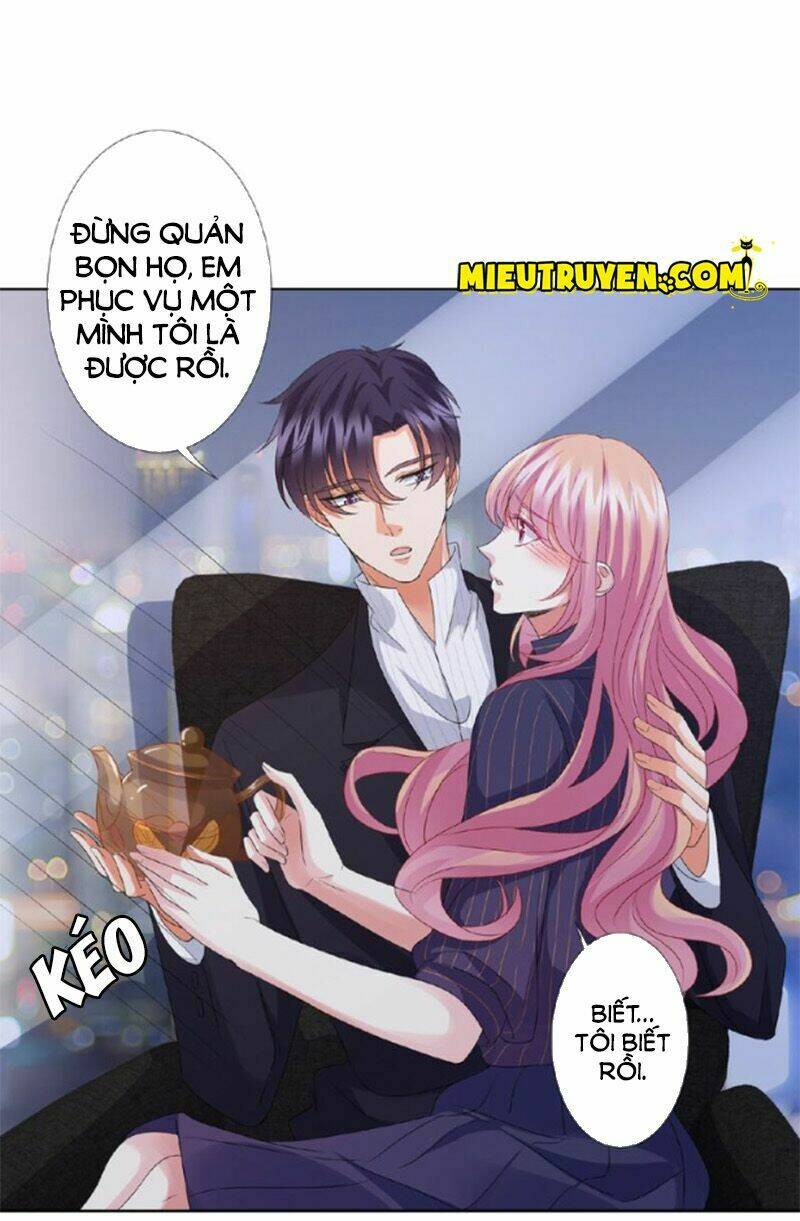 ĐỪNG QUẢN
BỌN HỌ, EM
PHỤC VỤ MỘT
MÌNH TÔI LÀ
ĐƯỢC RỒI.
MIEUTRUYEN.COM
KÉO
BIẾT...
TÔI BIẾT
RỒI.